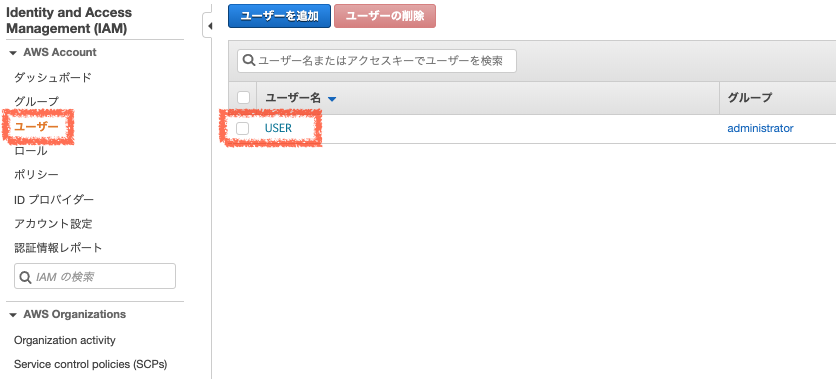 Identity and Access
Management (IAM)
AWS Account
ダッシュボード
グループ
ユーザー
ロール
ポリシー
ID プロバイダー
アカウント設定
認証情報レポート
IAM の検索
AWS Organizations
Organization activity
Service control policies (SCPs)
ユーザーを追加 ユーザーの削除
ユーザー名またはアクセスキーでユーザーを検索
ユーザー名 グループ
USER administrator